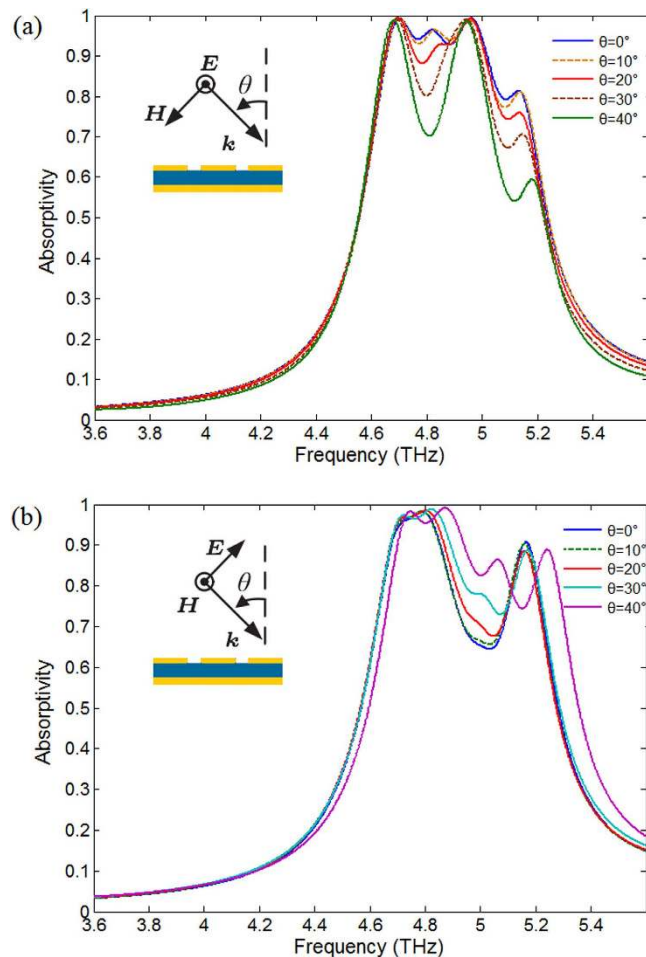 (a)
E
H
k
θ
θ=0°
θ=10°
θ=20°
θ=30°
θ=40°
Absorptivity
1
0.9
0.8
0.7
0.6
0.5
0.4
0.3
0.2
0.1
0
3.6 3.8 4 4.2 4.4 4.6 4.8 5 5.2 5.4
Frequency (THz)
(b)
E
H
k
θ
θ=0°
θ=10°
θ=20°
θ=30°
θ=40°
Absorptivity
1
0.9
0.8
0.7
0.6
0.5
0.4
0.3
0.2
0.1
0
3.6 3.8 4 4.2 4.4 4.6 4.8 5 5.2 5.4
Frequency (THz)